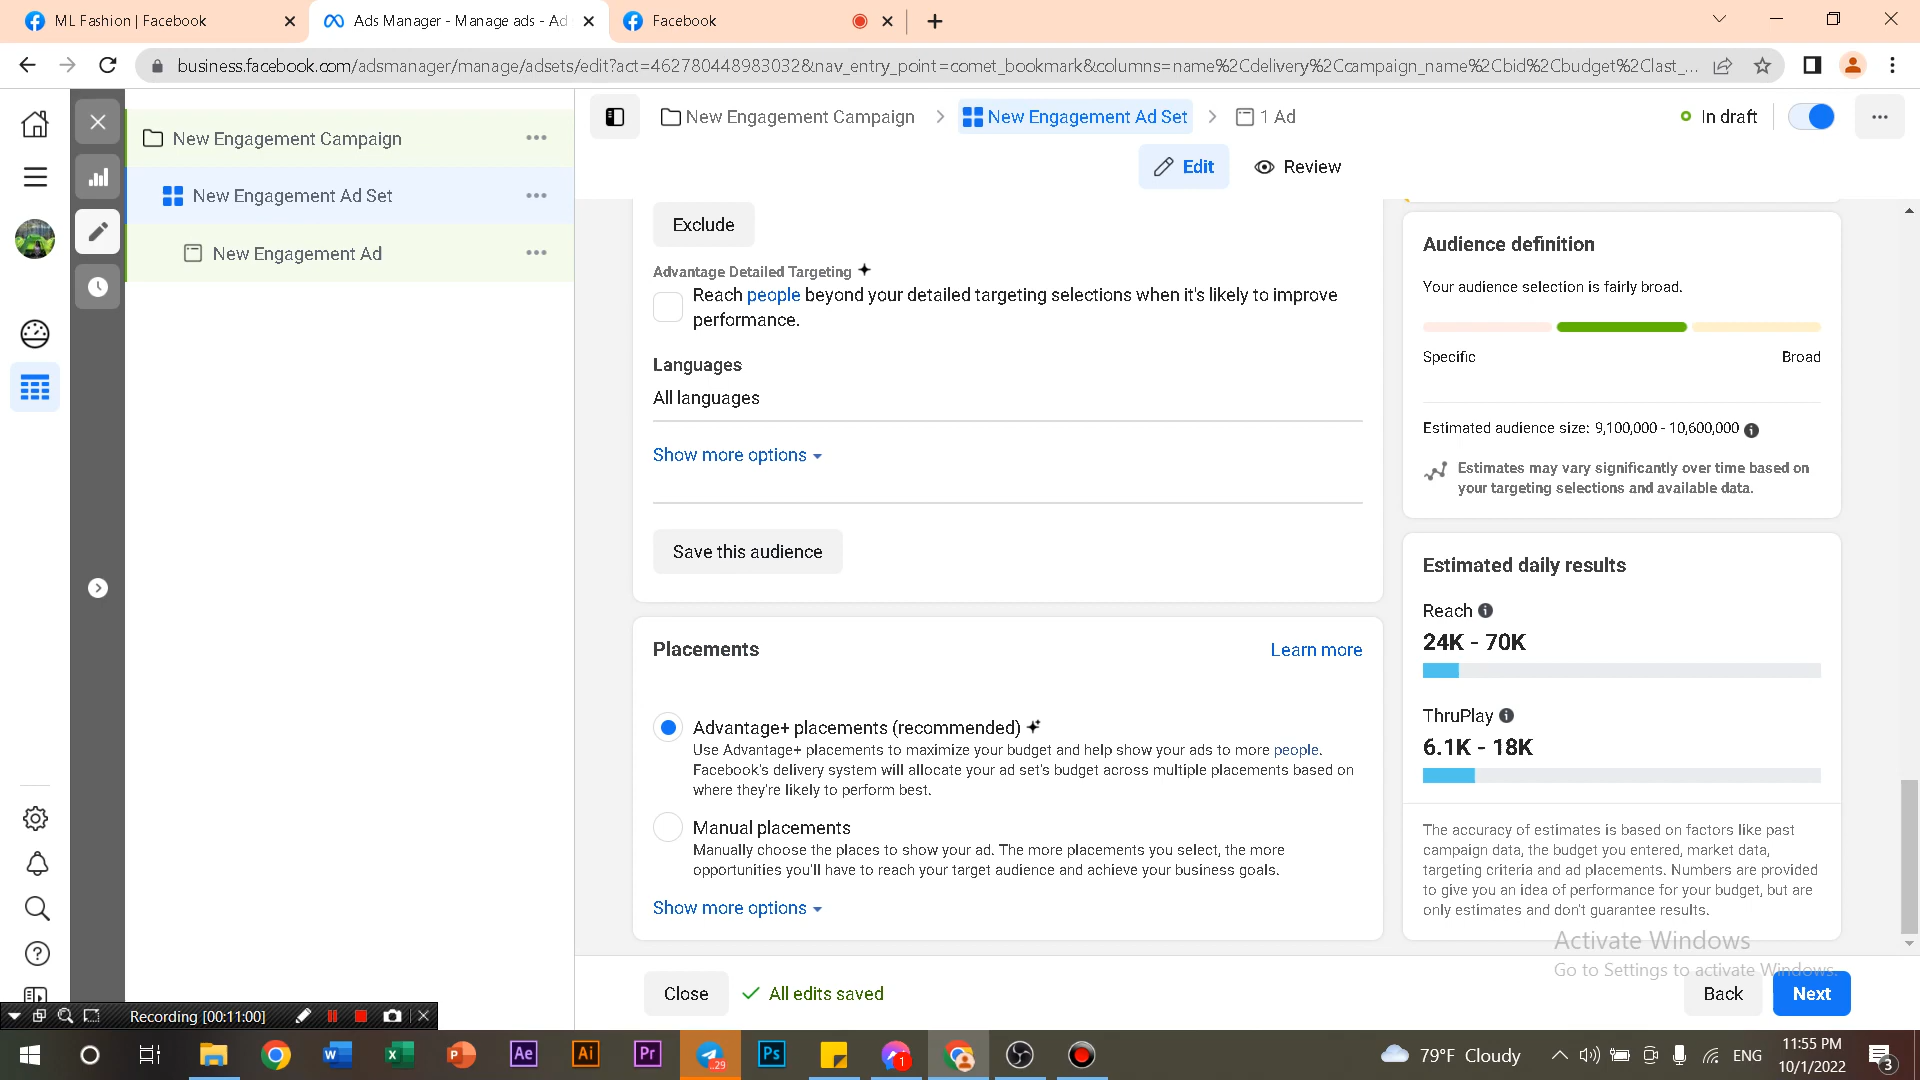 ML Fashion | Facebook
Ads Manager - Manage ads - Ad
Facebook
business.facebook.com/adsmanager/manage/adsets/edit?act=462780448983032&nav_entry_point=comet_bookmark&columns=name%2Cdelivery%2Ccampaign_name%2Cbid%2Cbudget%2Clast_...
New Engagement Campaign
New Engagement Ad Set
New Engagement Ad
New Engagement Campaign
New Engagement Ad Set
1 Ad
In draft
Edit
Review
Exclude
Advantage Detailed Targeting
Reach people beyond your detailed targeting selections when it's likely to improve
performance.
Languages
All languages
Show more options
Save this audience
Placements
Learn more
Advantage+ placements (recommended)
Use Advantage+ placements to maximize your budget and help show your ads to more people.
Facebook's delivery system will allocate your ad set's budget across multiple placements based on
where they're likely to perform best.
Manual placements
Manually choose the places to show your ad. The more placements you select, the more
opportunities you'll have to reach your target audience and achieve your business goals.
Show more options
Audience definition
Your audience selection is fairly broad.
Specific
Broad
Estimated audience size: 9,100,000 - 10,600,000
Estimates may vary significantly over time based on
your targeting selections and available data.
Estimated daily results
Reach
24K - 70K
ThruPlay
6.1K - 18K
The accuracy of estimates is based on factors like past
campaign data, the budget you entered, market data,
targeting criteria and ad placements. Numbers are provided
to give you an idea of performance for your budget, but are
only estimates and don't guarantee results.
Activate Windows
Go to Settings to activate Windows.
Close
All edits saved
Back
Next
Recording [00:11:00]
W
X
P
Ae
Ai
Pr
29
Ps
1
79°F Cloudy
ENG
11:55 PM
10/1/2022
3